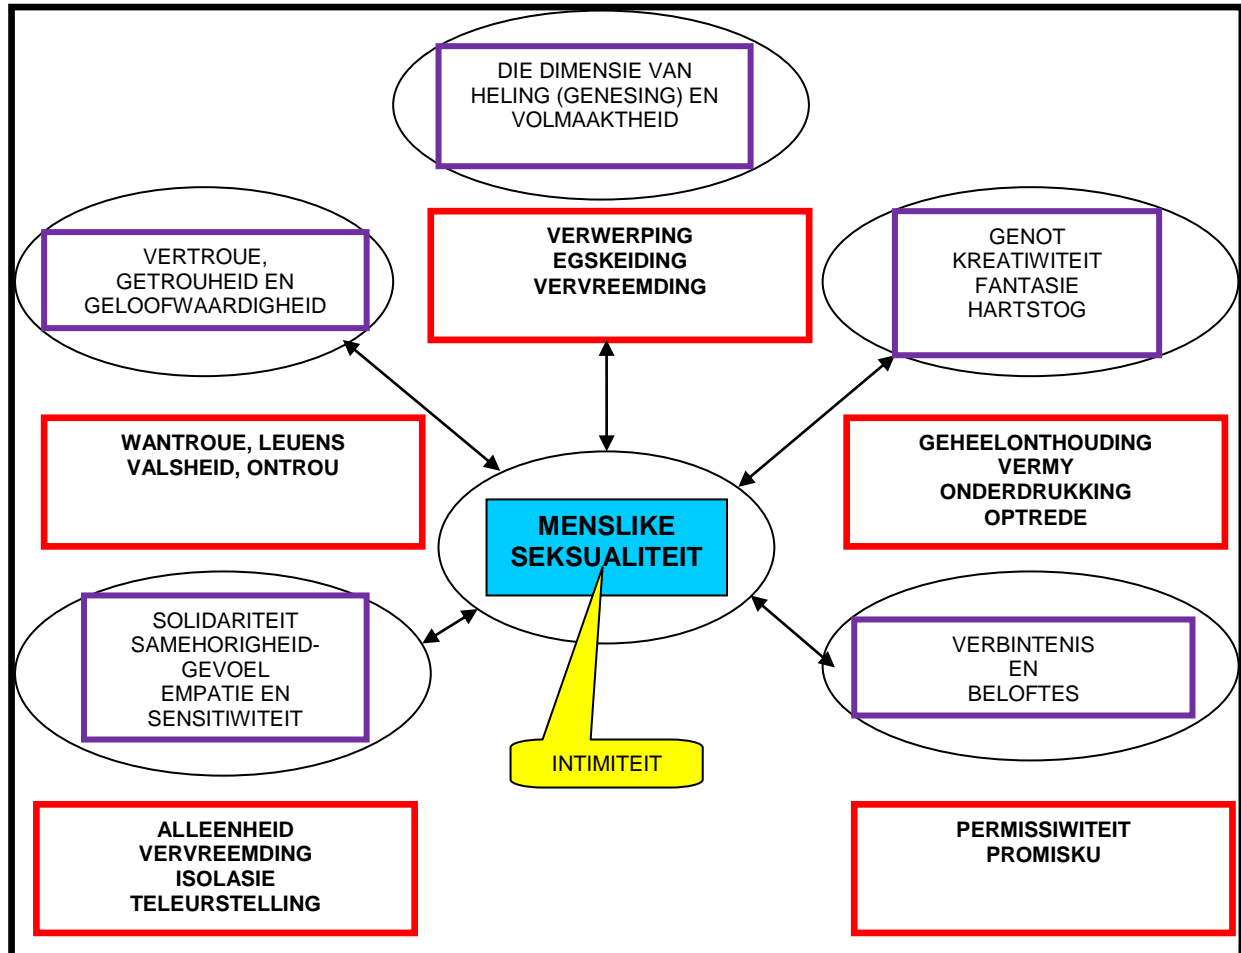 DIE DIMENSIE VAN
HELING (GENESING) EN
VOLMAAKTHEID
VERTROUE,
GETROUHEID EN
GELOOFWAARDIGHEID
VERWERPING
EGSKEIDING
VERVREEMDING
GENOT
KREATIWITEIT
FANTASIE
HARTSTOG
WANTROUE, LEUENS
VALSHEID, ONTROU
GEHEELONTHOUDING
VERMY
ONDERDRUKKING
OPTREDE
MENSLIKE
SEKSUALITEIT
SOLIDARITEIT
SAMEHORIGHEID-
GEVOEL
EMPATIE EN
SENSITIWITEIT
VERBINTENIS
EN
BELOFTES
INTIMITEIT
ALLEENHEID
VERVREEMDING
ISOLASIE
TELEURSTELLING
PERMISSIWITEIT
PROMISKU